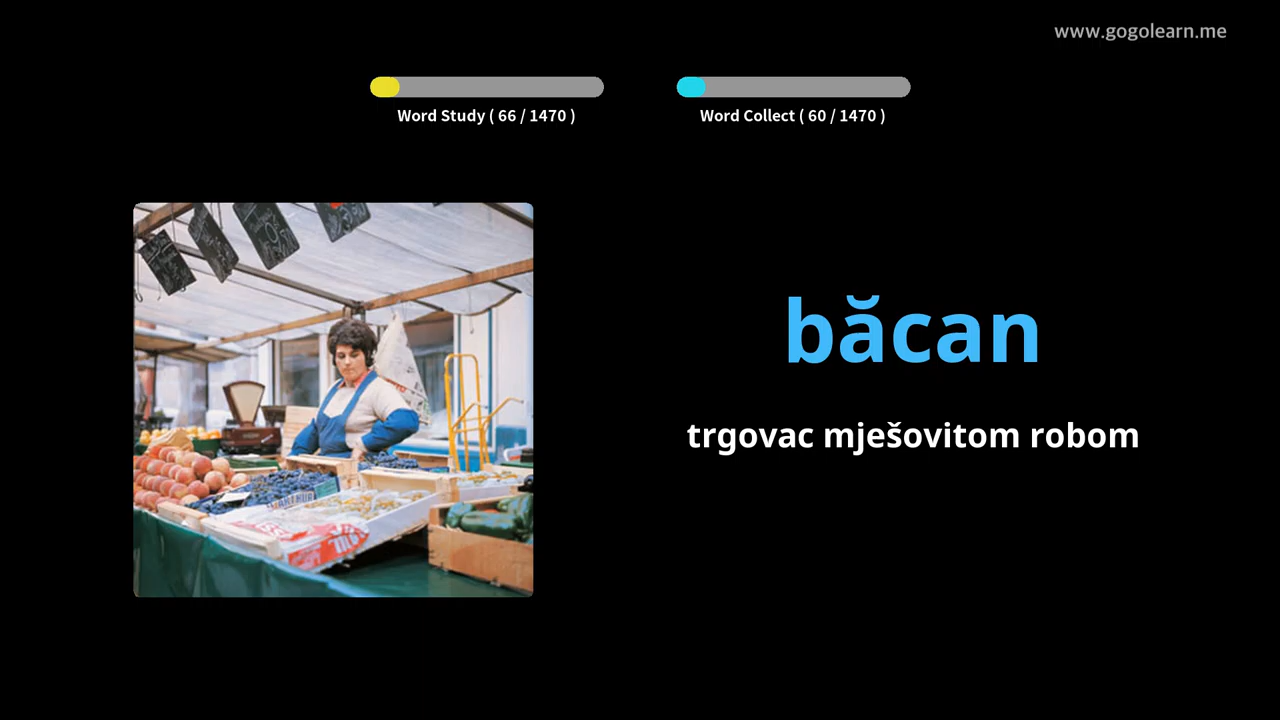 www.gogolearn.me
Word Study ( 66 / 1470 )
Word Collect ( 60 / 1470 )
băcan
trgovac mješovitom robom